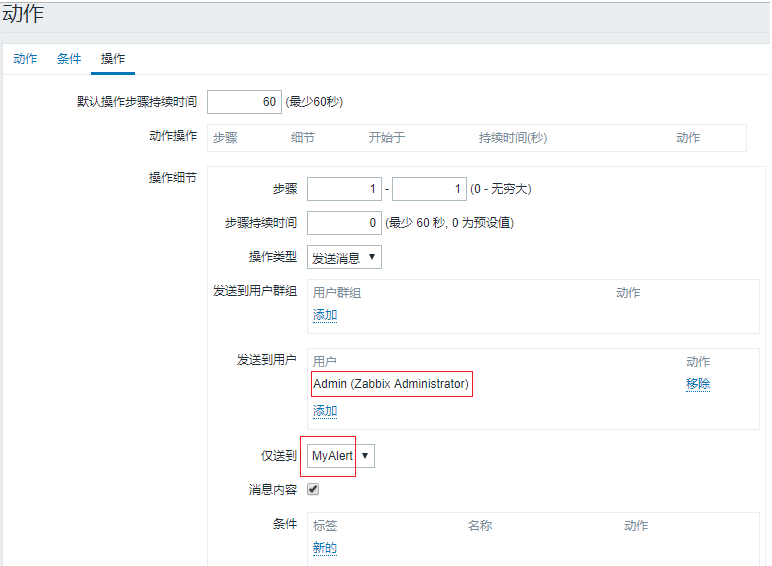 动作
动作 条件 操作
默认操作步骤持续时间 60 (最少60秒)
动作操作 步骤 细节 开始于 持续时间(秒) 动作
操作细节
步骤 1 - 1 (0 - 无穷大)
步骤持续时间 0 (最少 60 秒, 0 为预设值)
操作类型 发送消息
发送到用户群组 用户群组 动作
添加
发送到用户 用户 动作
Admin (Zabbix Administrator) 移除
添加
仅送到 MyAlert
消息内容
条件 标签 名称 动作
新的